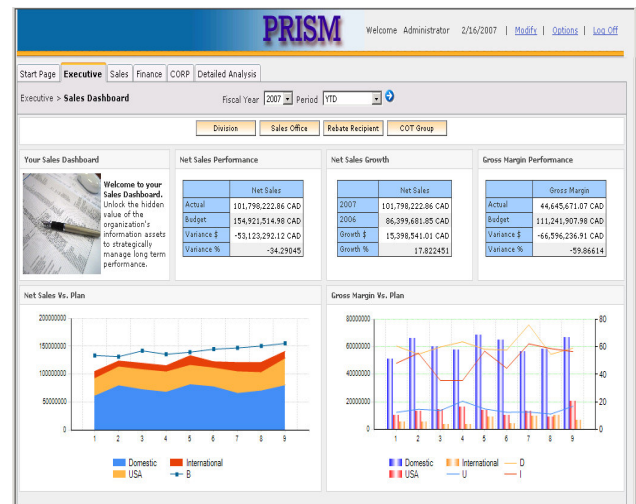 PRISM
Welcome Administrator 2/16/2007 | Modify | Options | Log Off
Start Page Executive Sales Finance CORP Detailed Analysis
Executive > Sales Dashboard Fiscal Year 2007 Period YTD
Division Sales Office Rebate Recipient COT Group
Your Sales Dashboard
Welcome to your
Sales Dashboard.
Unlock the hidden
value of the
organization's
information assets
to strategically
manage long term
performance.
Net Sales Performance
Net Sales
Actual 101,798,222.86 CAD
Budget 154,921,514.98 CAD
Variance $ -53,123,292.12 CAD
Variance % -34.29045
Net Sales Growth
Net Sales
2007 101,798,222.86 CAD
2006 86,399,681.85 CAD
Growth $ 15,398,541.01 CAD
Growth % 17.822451
Gross Margin Performance
Gross Margin
Actual 44,645,671.07 CAD
Budget 111,241,907.98 CAD
Variance $ -66,596,236.91 CAD
Variance % -59.86614
Net Sales Vs. Plan
200000000
150000000
100000000
50000000
0
1 2 3 4 5 6 7 8 9
Domestic International
USA B
Gross Margin Vs. Plan
80000000 80
60000000 60
40000000 40
20000000 20
0 0
1 2 3 4 5 6 7 8 9
Domestic International D
USA U I